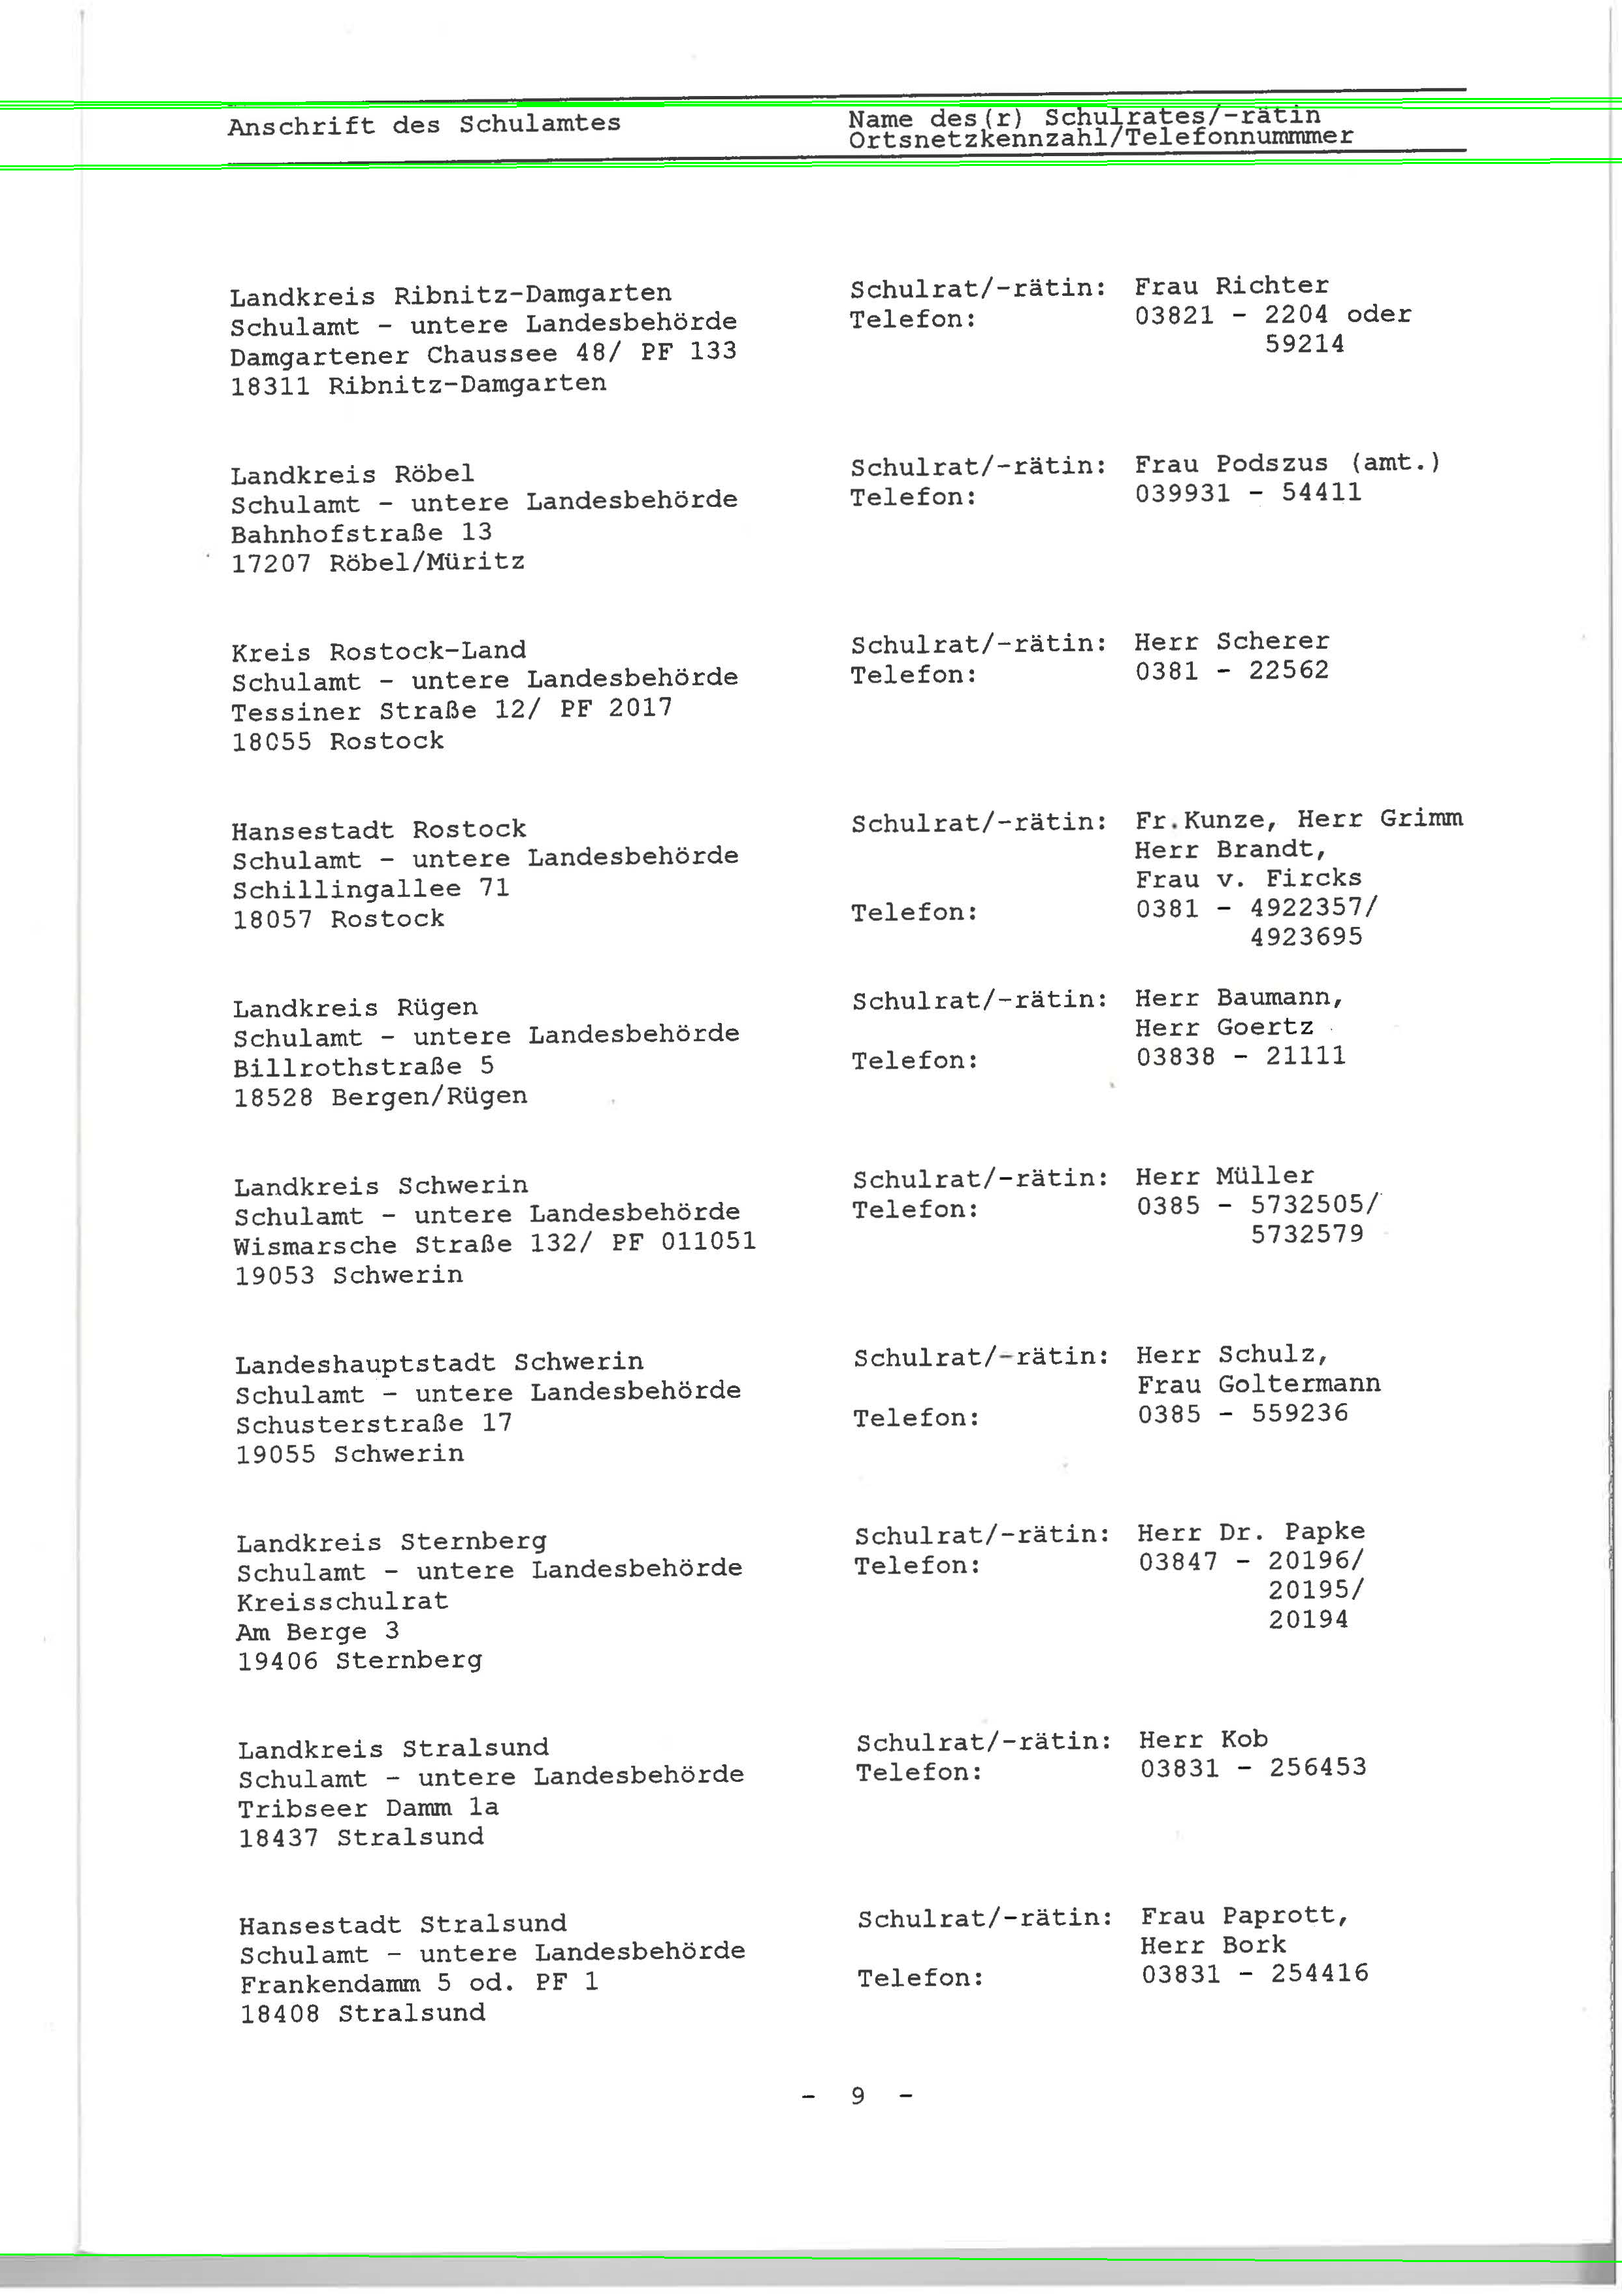 Anschrift des Schulamtes
Name des(r) Schulrates/-rätin
Ortsnetzkennzahl/Telefonnummmer
Landkreis Ribnitz-Damgarten
Schulamt - untere Landesbehörde
Damgartener Chaussee 48/ PF 133
18311 Ribnitz-Damgarten
Schulrat/-rätin: Frau Richter
Telefon: 03821 - 2204 oder
59214
Landkreis Röbel
Schulamt - untere Landesbehörde
Bahnhofstraße 13
17207 Röbel/Müritz
Schulrat/-rätin: Frau Podszus (amt.)
Telefon: 039931 - 54411
Kreis Rostock-Land
Schulamt - untere Landesbehörde
Tessiner Straße 12/ PF 2017
18055 Rostock
Schulrat/-rätin: Herr Scherer
Telefon: 0381 - 22562
Hansestadt Rostock
Schulamt - untere Landesbehörde
Schillingallee 71
18057 Rostock
Schulrat/-rätin: Fr.Kunze, Herr Grimm
Herr Brandt,
Frau v. Fircks
Telefon: 0381 - 4922357/
4923695
Landkreis Rügen
Schulamt - untere Landesbehörde
Billrothstraße 5
18528 Bergen/Rügen
Schulrat/-rätin: Herr Baumann,
Herr Goertz
Telefon: 03838 - 21111
Landkreis Schwerin
Schulamt - untere Landesbehörde
Wismarsche Straße 132/ PF 011051
19053 Schwerin
Schulrat/-rätin: Herr Müller
Telefon: 0385 - 5732505/
5732579
Landeshauptstadt Schwerin
Schulamt - untere Landesbehörde
Schusterstraße 17
19055 Schwerin
Schulrat/-rätin: Herr Schulz,
Frau Goltermann
Telefon: 0385 - 559236
Landkreis Sternberg
Schulamt - untere Landesbehörde
Kreisschulrat
Am Berge 3
19406 Sternberg
Schulrat/-rätin: Herr Dr. Papke
Telefon: 03847 - 20196/
20195/
20194
Landkreis Stralsund
Schulamt - untere Landesbehörde
Tribseer Damm 1a
18437 Stralsund
Schulrat/-rätin: Herr Kob
Telefon: 03831 - 256453
Hansestadt Stralsund
Schulamt - untere Landesbehörde
Frankendamm 5 od. PF 1
18408 Stralsund
Schulrat/-rätin: Frau Paprott,
Herr Bork
Telefon: 03831 - 254416
- 9 -